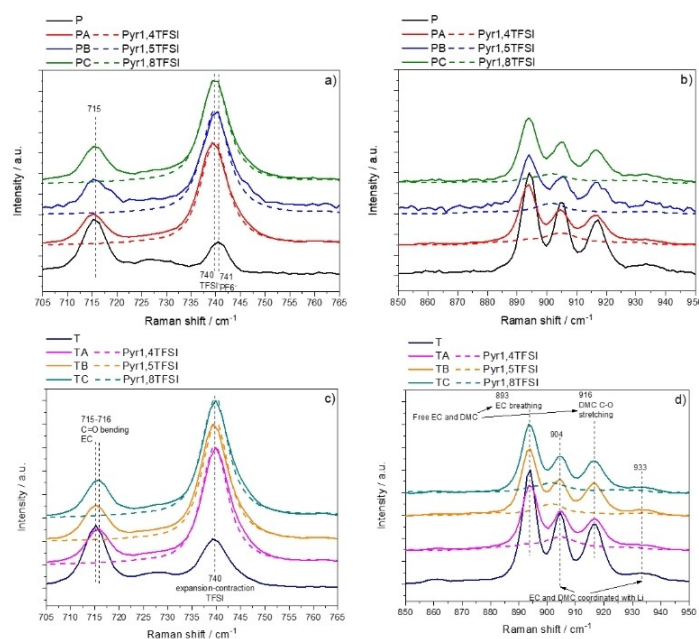 P
PA Pyr1,4TFSI
PB Pyr1,5TFSI
PC Pyr1,8TFSI
a)
715
740
TFSI-
741
PF6-
Intensity / a.u.
705 710 715 720 725 730 735 740 745 750 755 760 765
Raman shift / cm-1
P
PA Pyr1,4TFSI
PB Pyr1,5TFSI
PC Pyr1,8TFSI
b)
Intensity / a.u.
850 860 870 880 890 900 910 920 930 940 950
Raman shift / cm-1
T
TA Pyr1,4TFSI
TB Pyr1,5TFSI
TC Pyr1,8TFSI
c)
715-716
C=O bending
EC
740
expansion-contraction
TFSI
Intensity / a.u.
705 710 715 720 725 730 735 740 745 750 755 760 765
Raman shift / cm-1
T
TA Pyr1,4TFSI
TB Pyr1,5TFSI
TC Pyr1,8TFSI
d)
893
EC breathing
Free EC and DMC
916
DMC C-O
stretching
904
933
EC and DMC coordinated with Li
Intensity / a.u.
850 860 870 880 890 900 910 920 930 940 950
Raman shift / cm-1